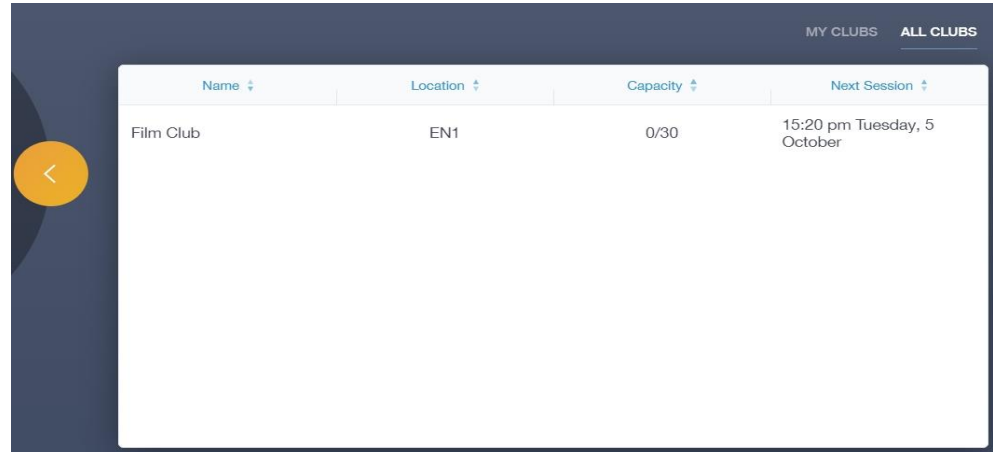 MY CLUBS ALL CLUBS
Name Location Capacity Next Session
Film Club EN1 0/30 15:20 pm Tuesday, 5
October